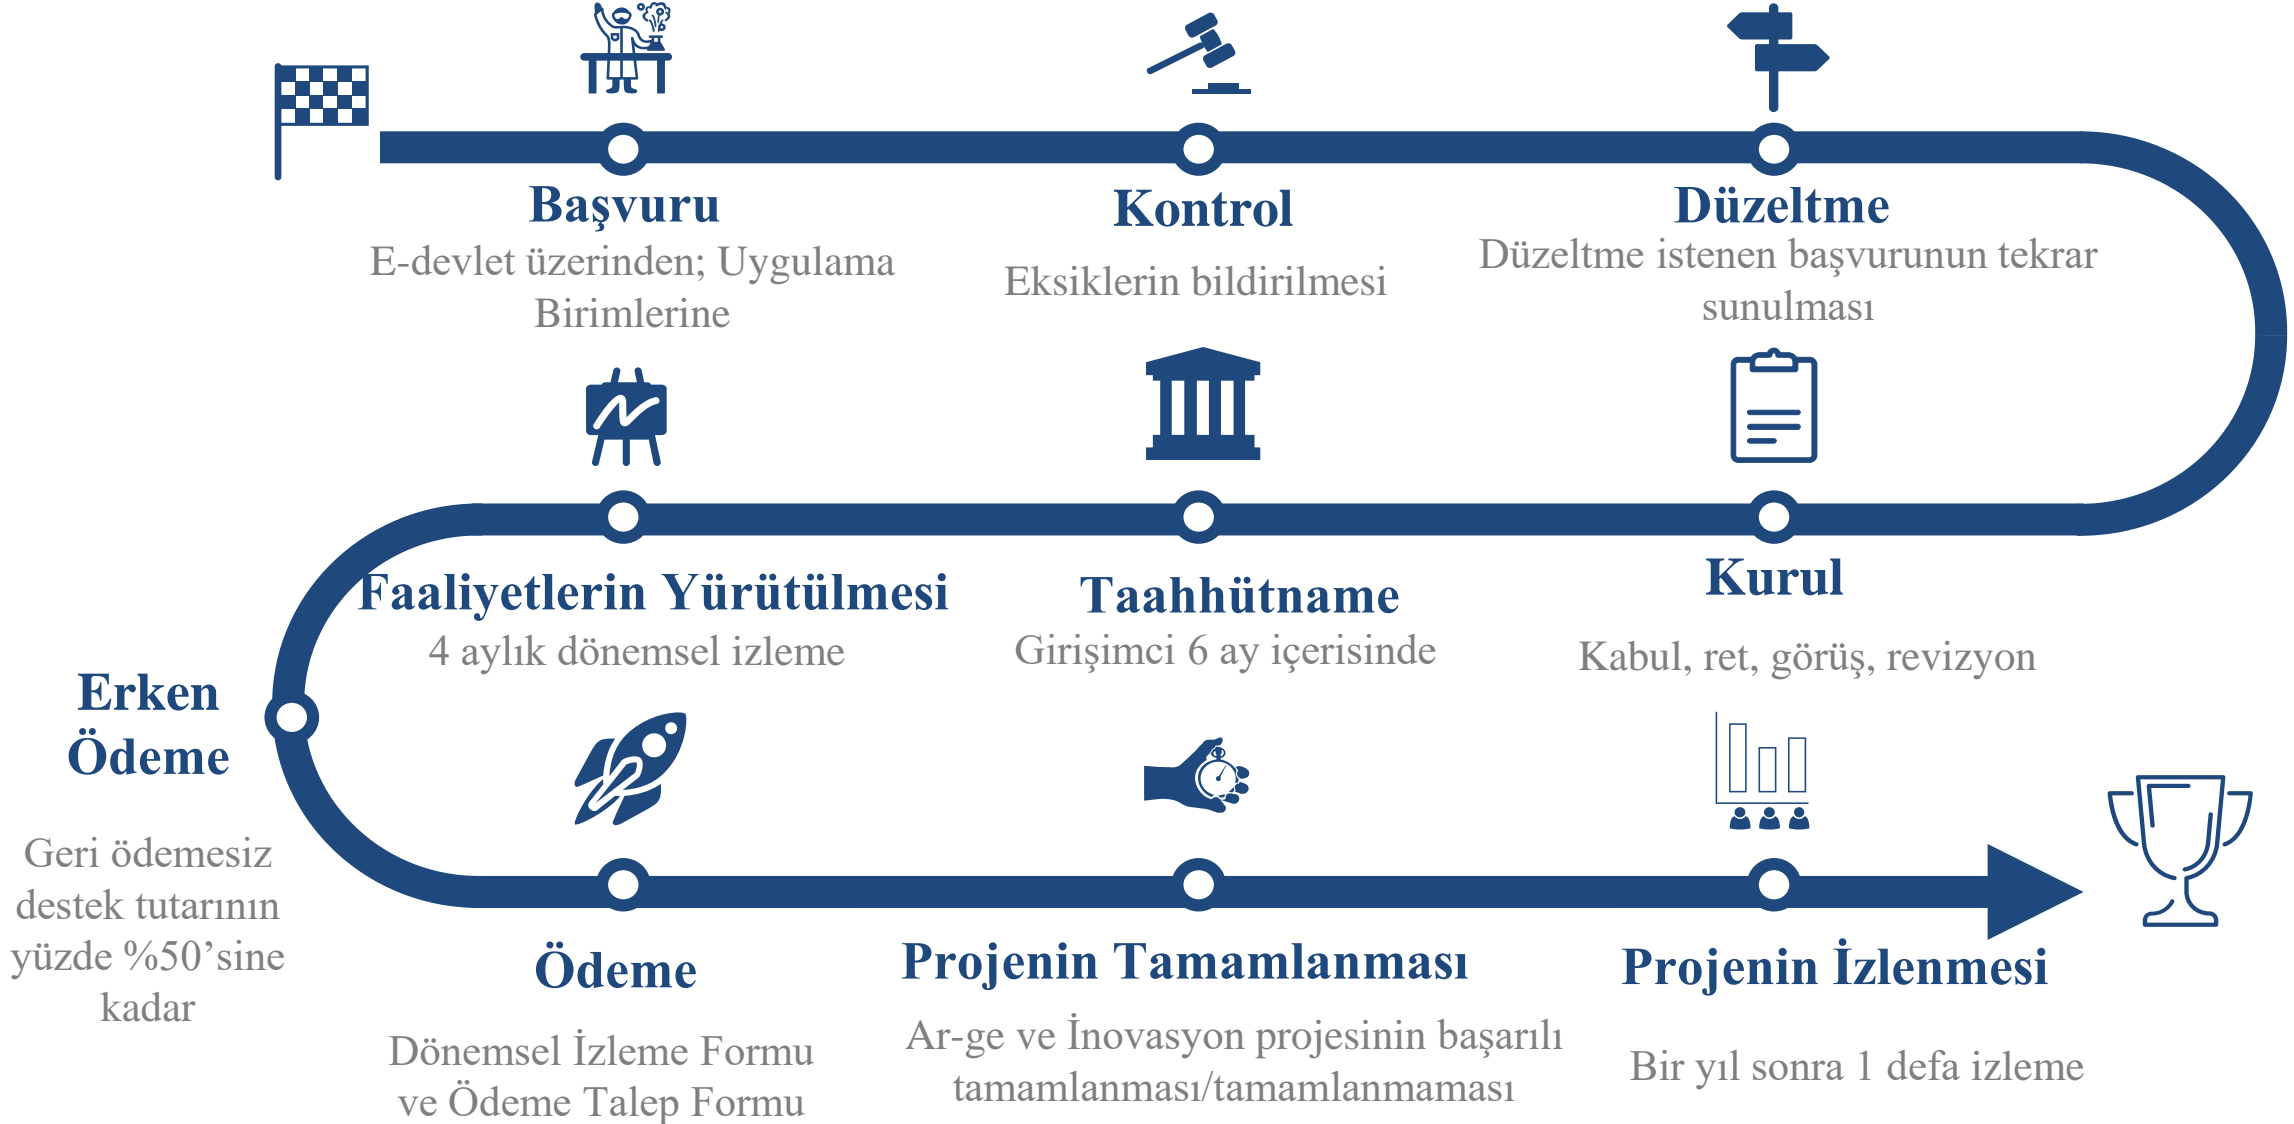 Başvuru
E-devlet üzerinden; Uygulama
Birimlerine
Kontrol
Eksiklerin bildirilmesi
Düzeltme
Düzeltme istenen başvurunun tekrar
sunulması
Kurul
Kabul, ret, görüş, revizyon
Taahhütname
Girişimci 6 ay içerisinde
Faaliyetlerin Yürütülmesi
4 aylık dönemsel izleme
Erken
Ödeme
Geri ödemesiz
destek tutarının
yüzde %50’sine
kadar
Ödeme
Dönemsel İzleme Formu
ve Ödeme Talep Formu
Projenin Tamamlanması
Ar-ge ve İnovasyon projesinin başarılı
tamamlanması/tamamlanmaması
Projenin İzlenmesi
Bir yıl sonra 1 defa izleme